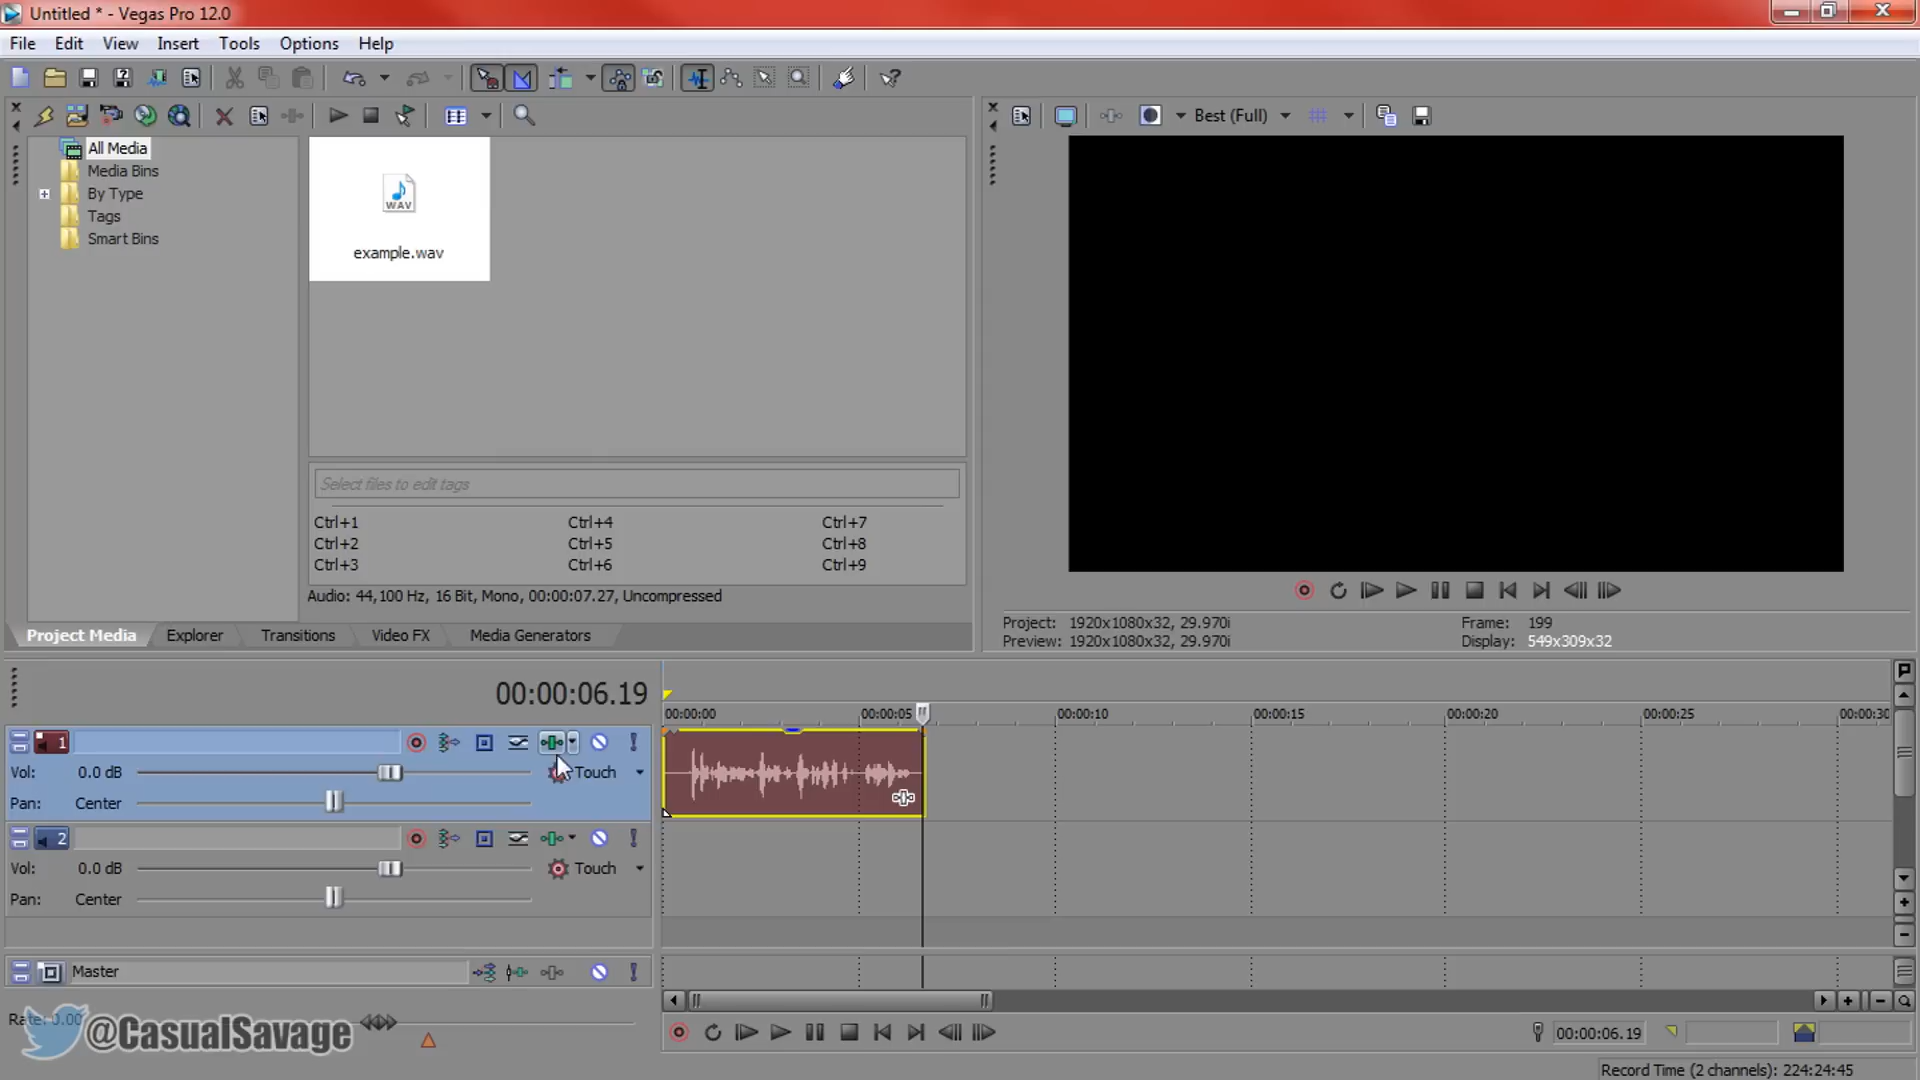 Untitled * - Vegas Pro 12.0
File Edit View Insert Tools Options Help
Best (Full)
All Media
Media Bins
By Type
Tags
Smart Bins
WAV
example.wav
Select files to edit tags
Ctrl+1 Ctrl+4 Ctrl+7
Ctrl+2 Ctrl+5 Ctrl+8
Ctrl+3 Ctrl+6 Ctrl+9
Audio: 44,100 Hz, 16 Bit, Mono, 00:00:07.27, Uncompressed
Project Media Explorer Transitions Video FX Media Generators
Project: 1920x1080x32, 29.970i Frame: 199
Preview: 1920x1080x32, 29.970i Display: 549x309x32
00:00:06.19
00:00:00 00:00:05 00:00:10 00:00:15 00:00:20 00:00:25 00:00:30
1
Vol: 0.0 dB Touch
Pan: Center
2
Vol: 0.0 dB Touch
Pan: Center
Master
Rate: 0.00
@CasualSavage
00:00:06.19
Record Time (2 channels): 224:24:45